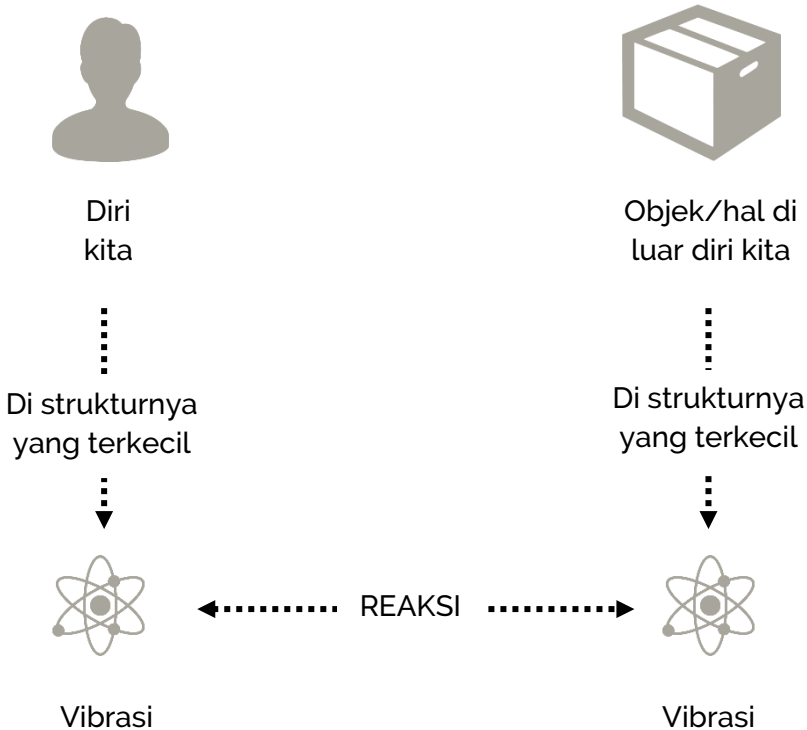 Diri
kita
Objek/hal di
luar diri kita
Di strukturnya
yang terkecil
Di strukturnya
yang terkecil
REAKSI
Vibrasi
Vibrasi